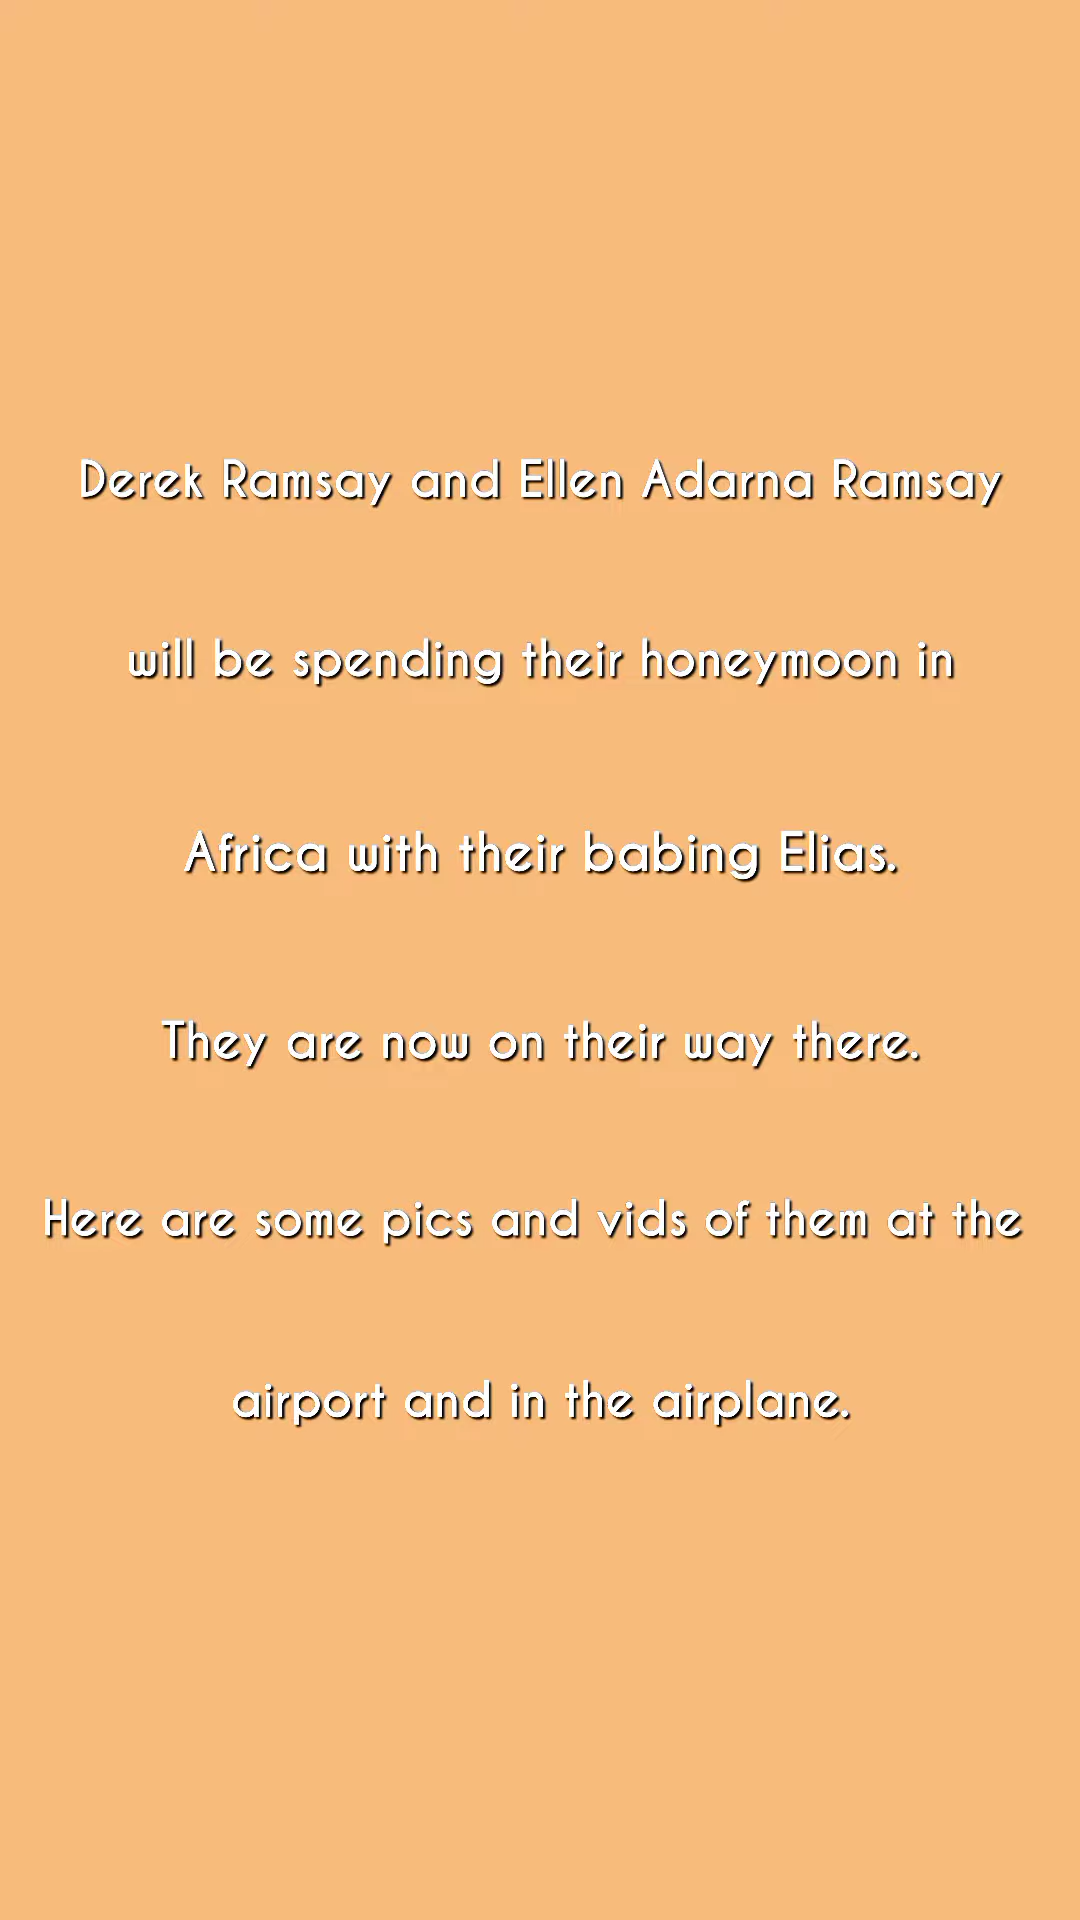 Derek Ramsay and Ellen Adarna Ramsay
will be spending their honeymoon in
Africa with their babing Elias.
They are now on their way there.
Here are some pics and vids of them at the
airport and in the airplane.